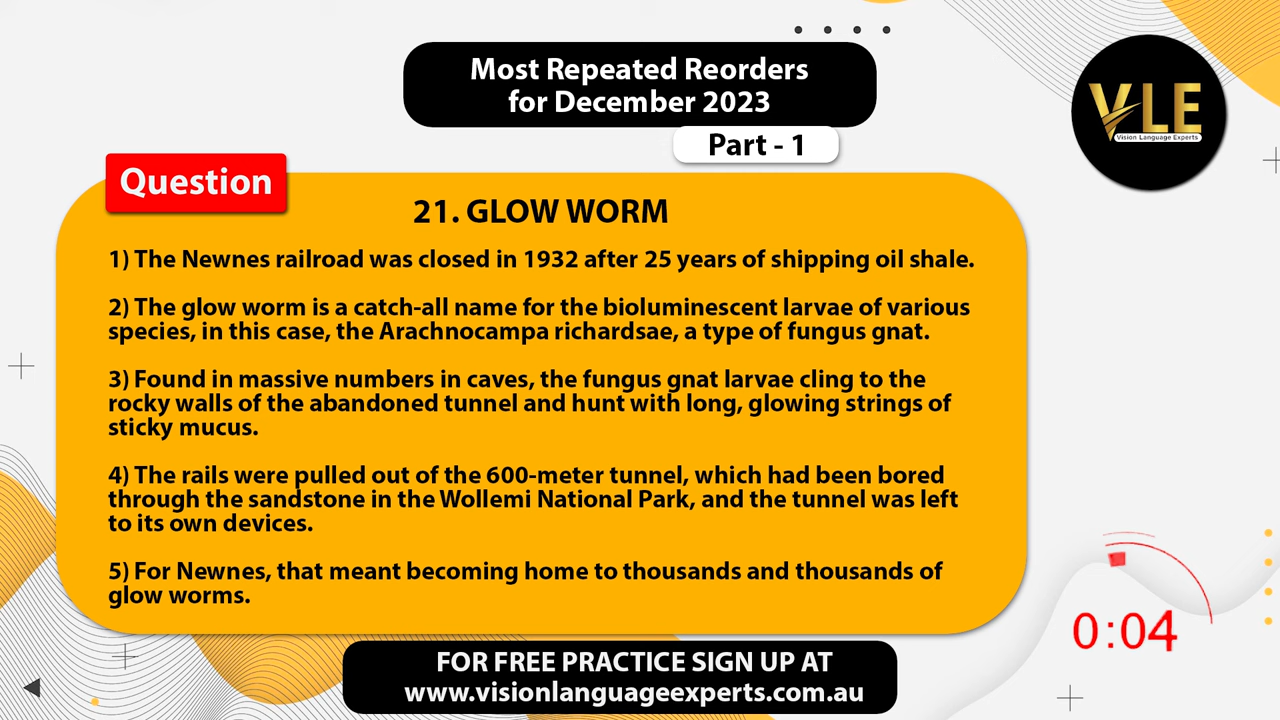 Most Repeated Reorders
for December 2023
Part - 1
VLE
Vision Language Experts
Question
21. GLOW WORM
1) The Newnes railroad was closed in 1932 after 25 years of shipping oil shale.
2) The glow worm is a catch-all name for the bioluminescent larvae of various
species, in this case, the Arachnocampa richardsae, a type of fungus gnat.
3) Found in massive numbers in caves, the fungus gnat larvae cling to the
rocky walls of the abandoned tunnel and hunt with long, glowing strings of
sticky mucus.
4) The rails were pulled out of the 600-meter tunnel, which had been bored
through the sandstone in the Wollemi National Park, and the tunnel was left
to its own devices.
5) For Newnes, that meant becoming home to thousands and thousands of
glow worms.
0:04
FOR FREE PRACTICE SIGN UP AT
www.visionlanguageexperts.com.au